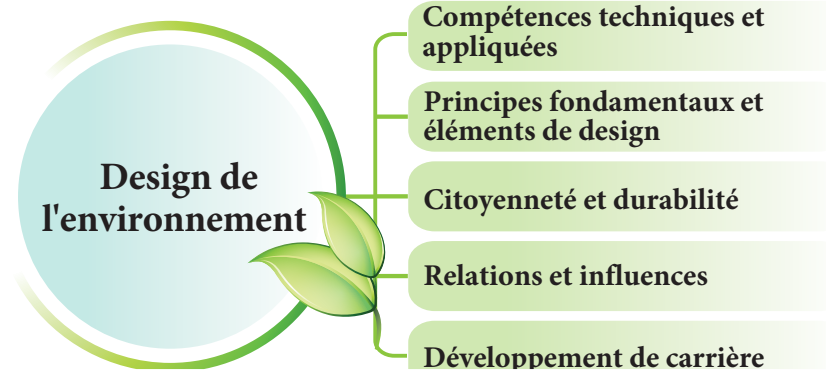 Design de
l'environnement
Compétences techniques et
appliquées
Principes fondamentaux et
éléments de design
Citoyenneté et durabilité
Relations et influences
Développement de carrière